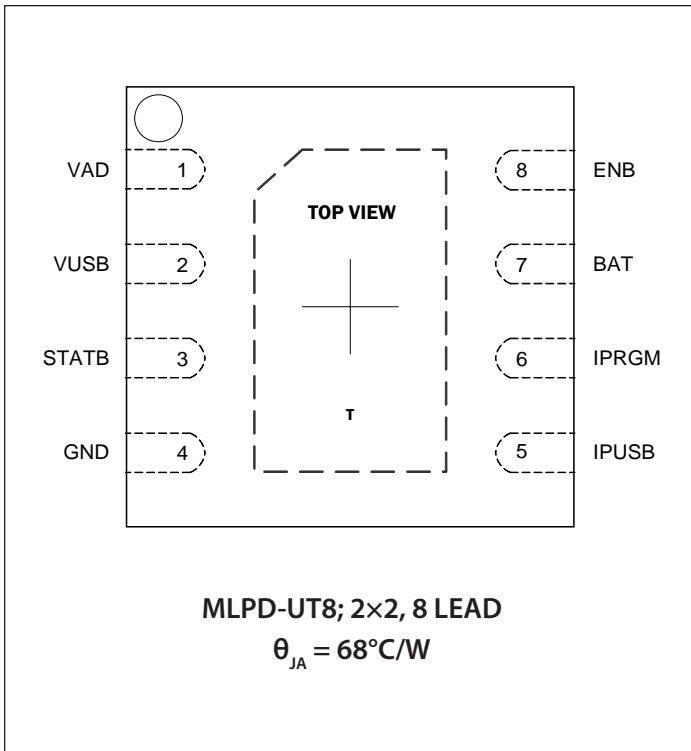 VAD 1 8 ENB
TOP VIEW
VUSB 2 7 BAT
STATB 3 6 IPRGM
T
GND 4 5 IPUSB
MLPD-UT8; 2×2, 8 LEAD
θJA = 68°C/W